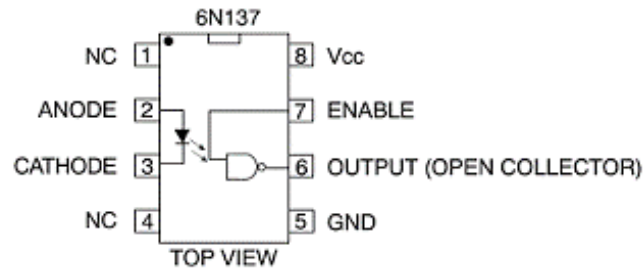 6N137
NC 1 8 Vcc
ANODE 2 7 ENABLE
CATHODE 3 6 OUTPUT (OPEN COLLECTOR)
NC 4 5 GND
TOP VIEW